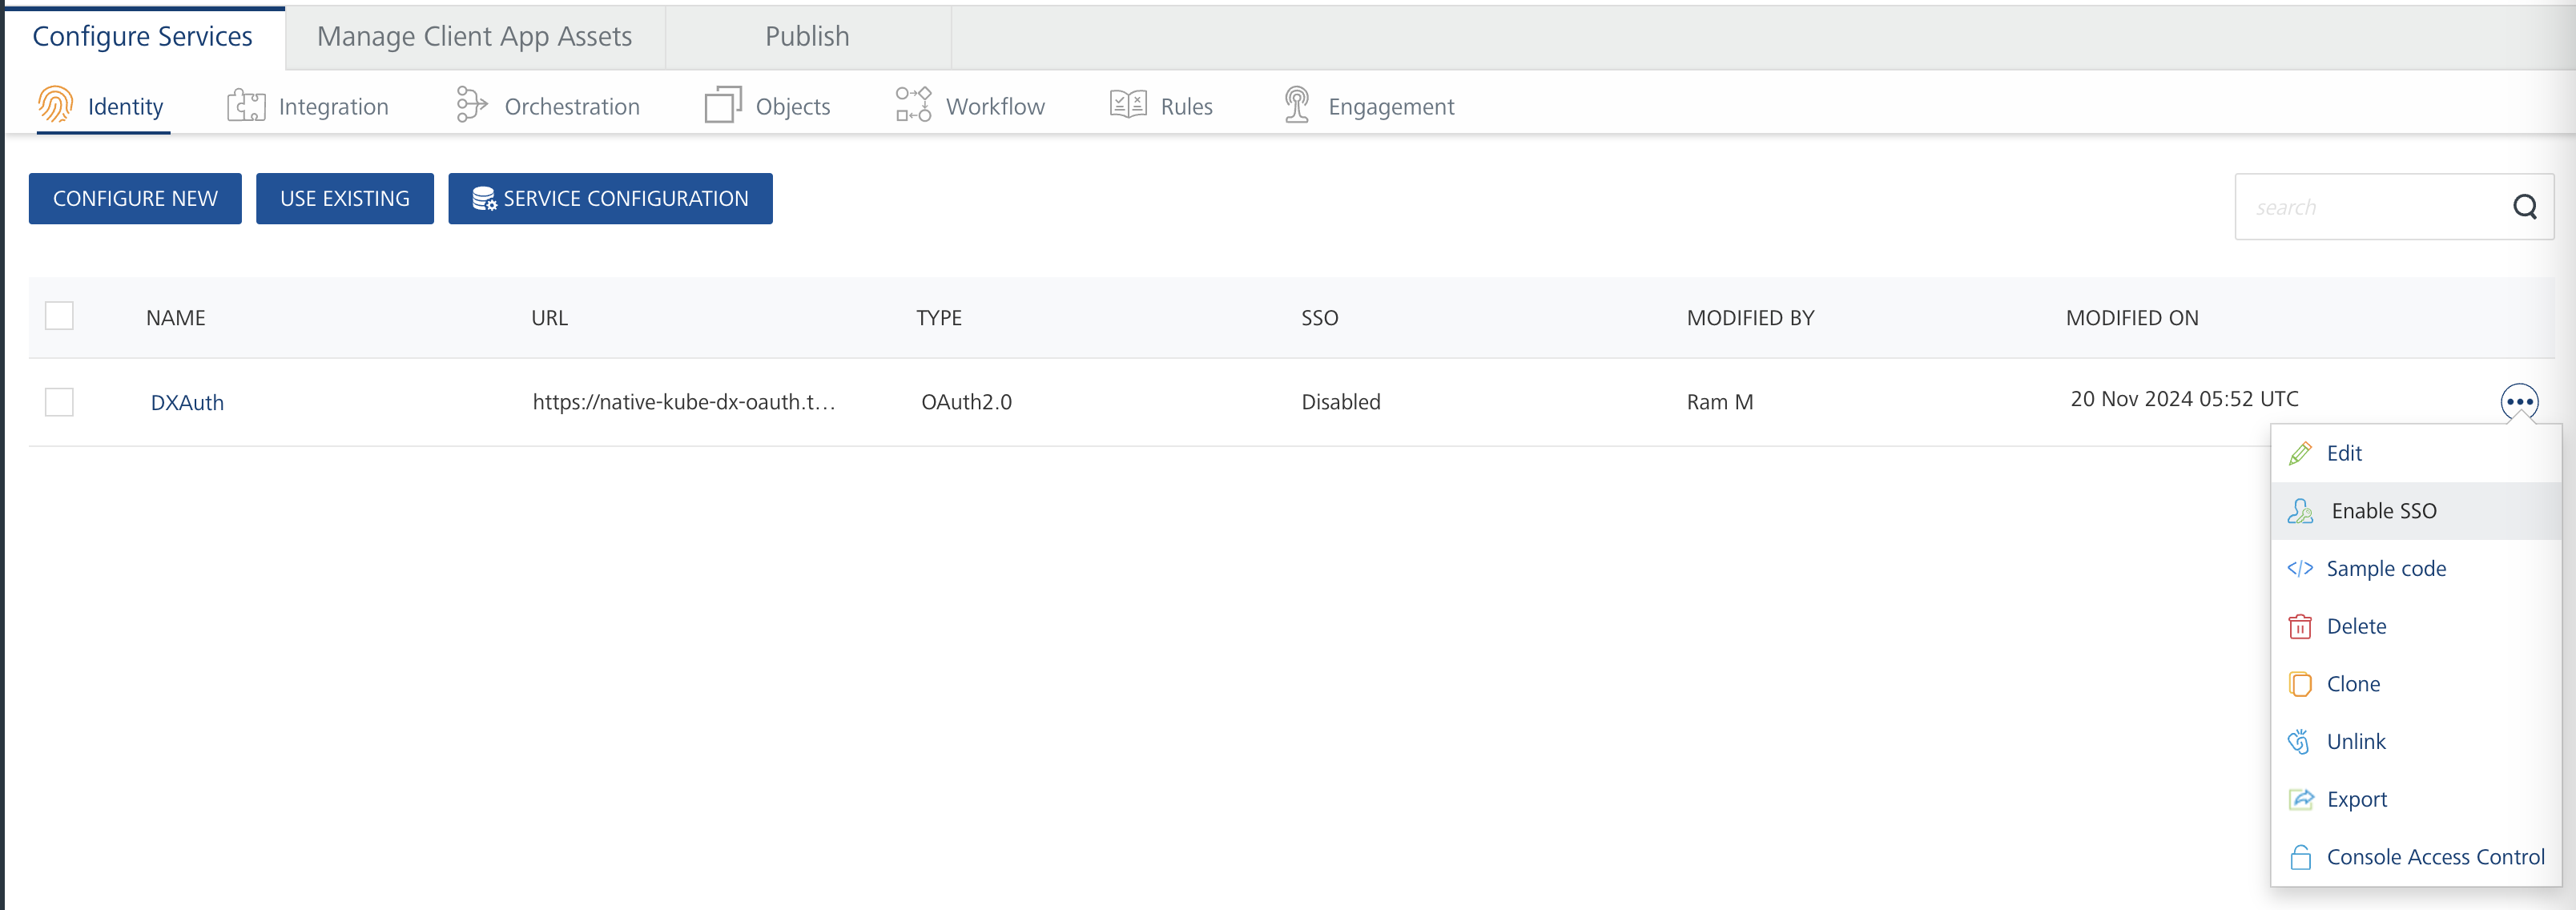 Configure Services Manage Client App Assets Publish
Identity Integration Orchestration Objects Workflow Rules Engagement
CONFIGURE NEW USE EXISTING SERVICE CONFIGURATION search
NAME URL TYPE SSO MODIFIED BY MODIFIED ON
DXAuth https://native-kube-dx-oauth.t... OAuth2.0 Disabled Ram M 20 Nov 2024 05:52 UTC
Edit
Enable SSO
Sample code
Delete
Clone
Unlink
Export
Console Access Control